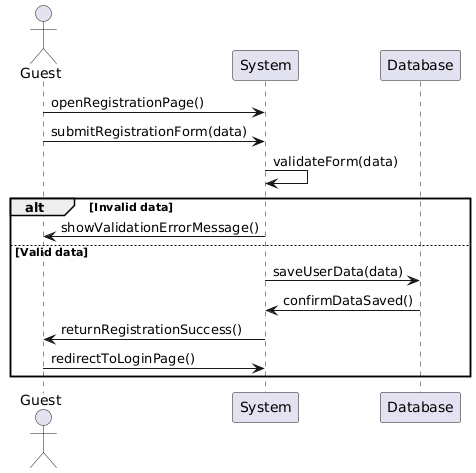 Guest
System
Database
openRegistrationPage()
submitRegistrationForm(data)
validateForm(data)
alt
[Invalid data]
showValidationErrorMessage()
[Valid data]
saveUserData(data)
confirmDataSaved()
returnRegistrationSuccess()
redirectToLoginPage()
Guest
System
Database